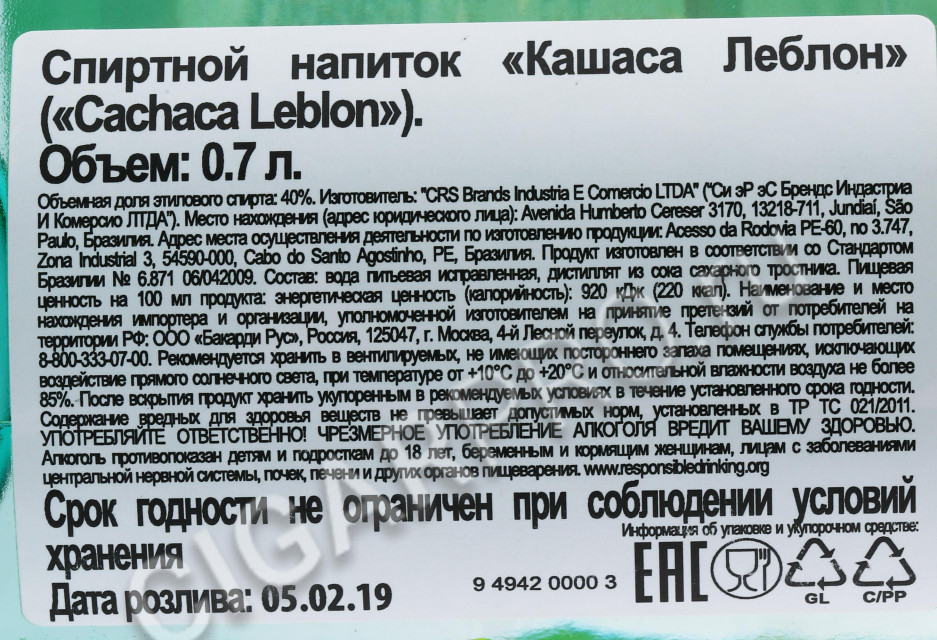 Спиртной напиток «Кашаса Леблон»
(«Cachaca Leblon»).
Объем: 0.7 л.
Объемная доля этилового спирта: 40%. Изготовитель: "CRS Brands Industria E Comercio LTDA" ("Си эР эС Брендс Индастриа
И Комерсио ЛТДА"). Место нахождения (адрес юридического лица): Avenida Humberto Cereser 3170, 13218-711, Jundiaí, São
Paulo, Бразилия. Адрес места осуществления деятельности по изготовлению продукции: Acesso da Rodovia PE-60, no 3.747,
Zona Industrial 3, 54590-000, Cabo do Santo Agostinho, PE, Бразилия. Продукт изготовлен в соответствии со Стандартом
Бразилии № 6.871 06/042009. Состав: вода питьевая исправленная, дистиллят из сока сахарного тростника. Пищевая
ценность на 100 мл продукта: энергетическая ценность (калорийность): 920 кДж (220 ккал). Наименование и место
нахождения импортера и организации, уполномоченной изготовителем на принятие претензий от потребителей на
территории РФ: ООО «Бакарди Рус», Россия, 125047, г. Москва, 4-й Лесной переулок, д. 4. Телефон службы потребителей:
8-800-333-07-00. Рекомендуется хранить в вентилируемых, не имеющих постороннего запаха помещениях, исключающих
воздействие прямого солнечного света, при температуре от +10°C до +20°C и относительной влажности воздуха не более
85%. После вскрытия продукт хранить укупоренным в рекомендуемых условиях в течение установленного срока годности.
Содержание вредных для здоровья веществ не превышает допустимых норм, установленных в ТР ТС 021/2011.
УПОТРЕБЛЯЙТЕ ОТВЕТСТВЕННО! ЧРЕЗМЕРНОЕ УПОТРЕБЛЕНИЕ АЛКОГОЛЯ ВРЕДИТ ВАШЕМУ ЗДОРОВЬЮ.
Алкоголь противопоказан детям и подросткам до 18 лет, беременным и кормящим женщинам, лицам с заболеваниями
центральной нервной системы, почек, печени и других органов пищеварения. www.responsibledrinking.org
Срок годности не ограничен при соблюдении условий
хранения
Информация об упаковке и укупорочном средстве:
Дата розлива: 05.02.19
9 4942 0000 3
EAC
GL
C/PP
CIGARPRO.RU